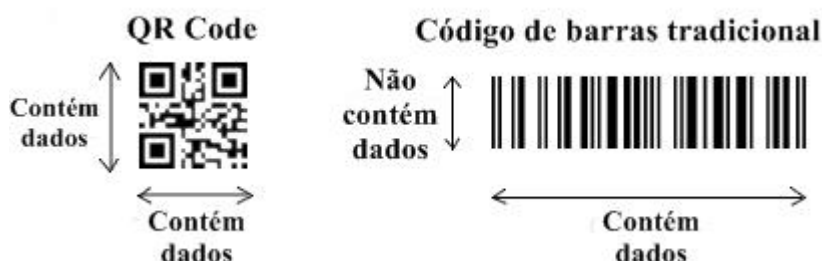 QR Code
Contém
dados
Contém
dados
Código de barras tradicional
Não
contém
dados
Contém
dados